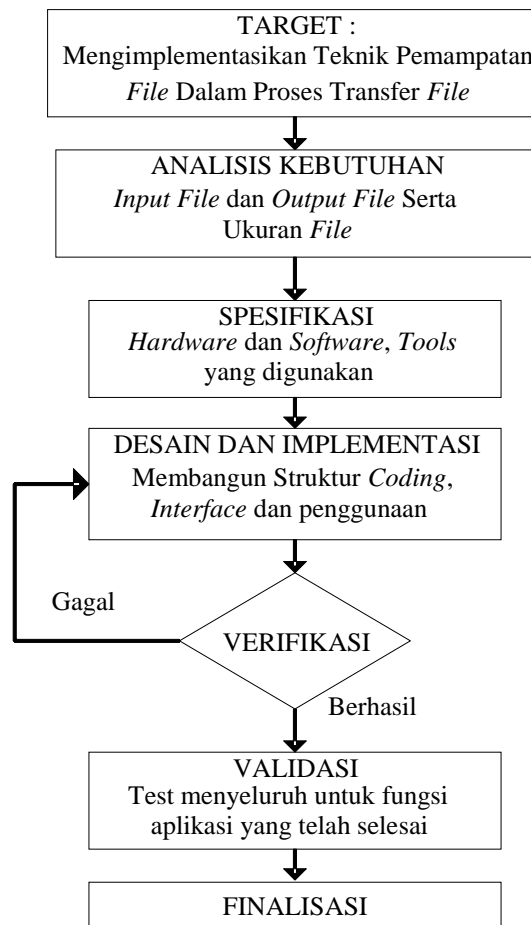 TARGET :
Mengimplementasikan Teknik Pemampatan
File Dalam Proses Transfer File
ANALISIS KEBUTUHAN
Input File dan Output File Serta
Ukuran File
SPESIFIKASI
Hardware dan Software, Tools
yang digunakan
DESAIN DAN IMPLEMENTASI
Membangun Struktur Coding,
Interface dan penggunaan
Gagal
VERIFIKASI
Berhasil
VALIDASI
Test menyeluruh untuk fungsi
aplikasi yang telah selesai
FINALISASI